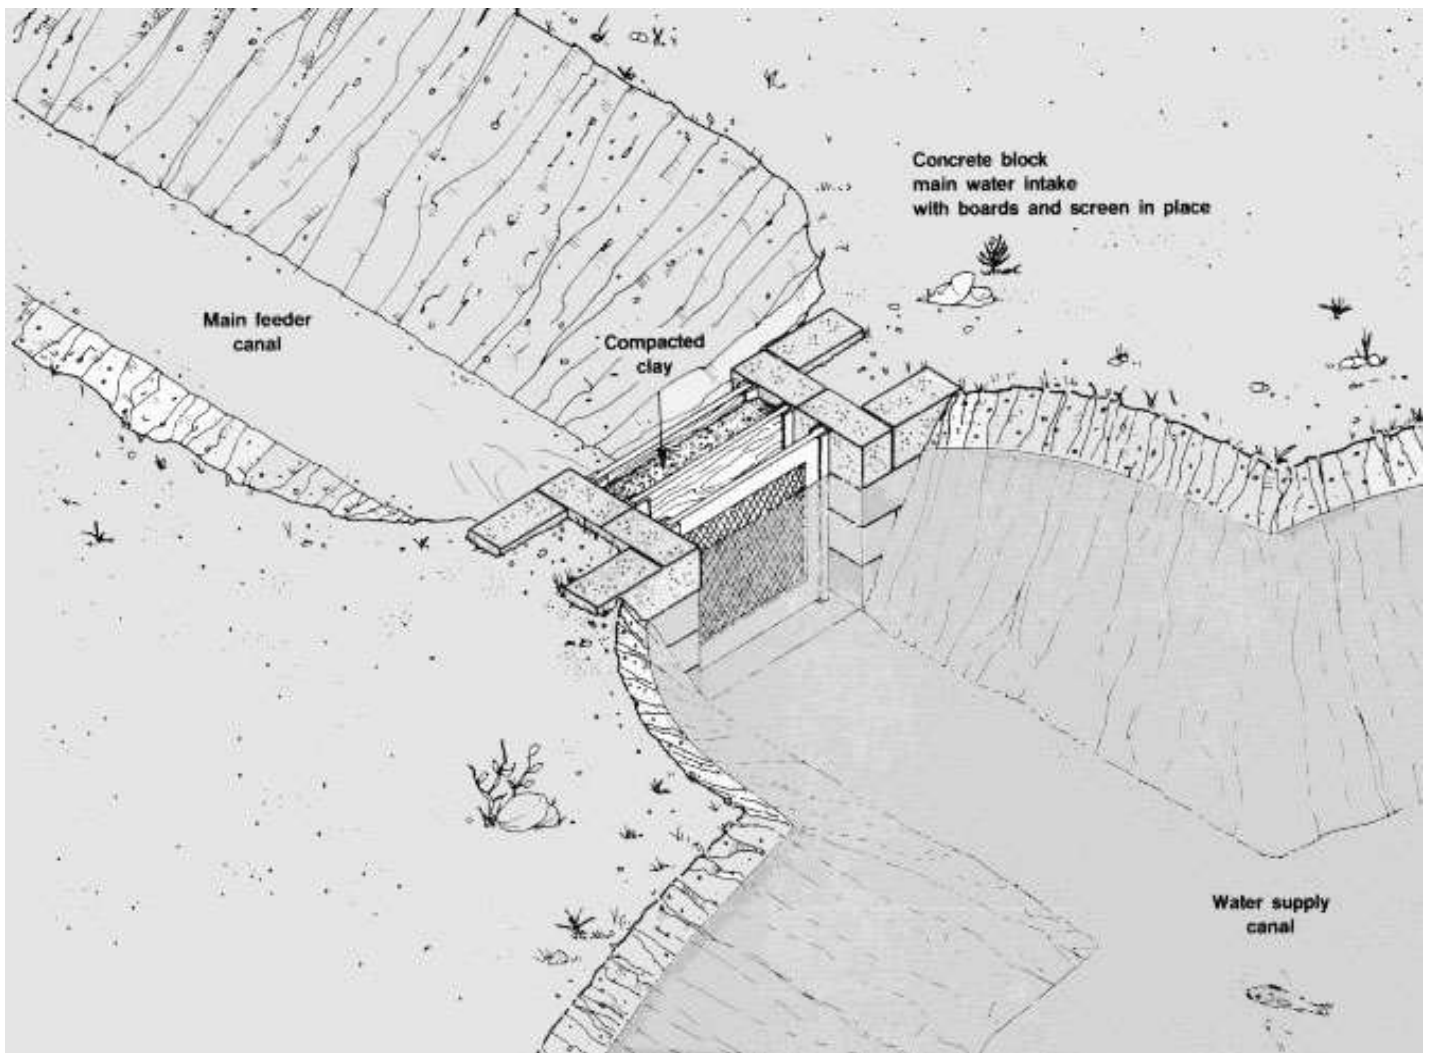 Concrete block
main water intake
with boards and screen in place
Main feeder
canal
Compacted
clay
Water supply
canal